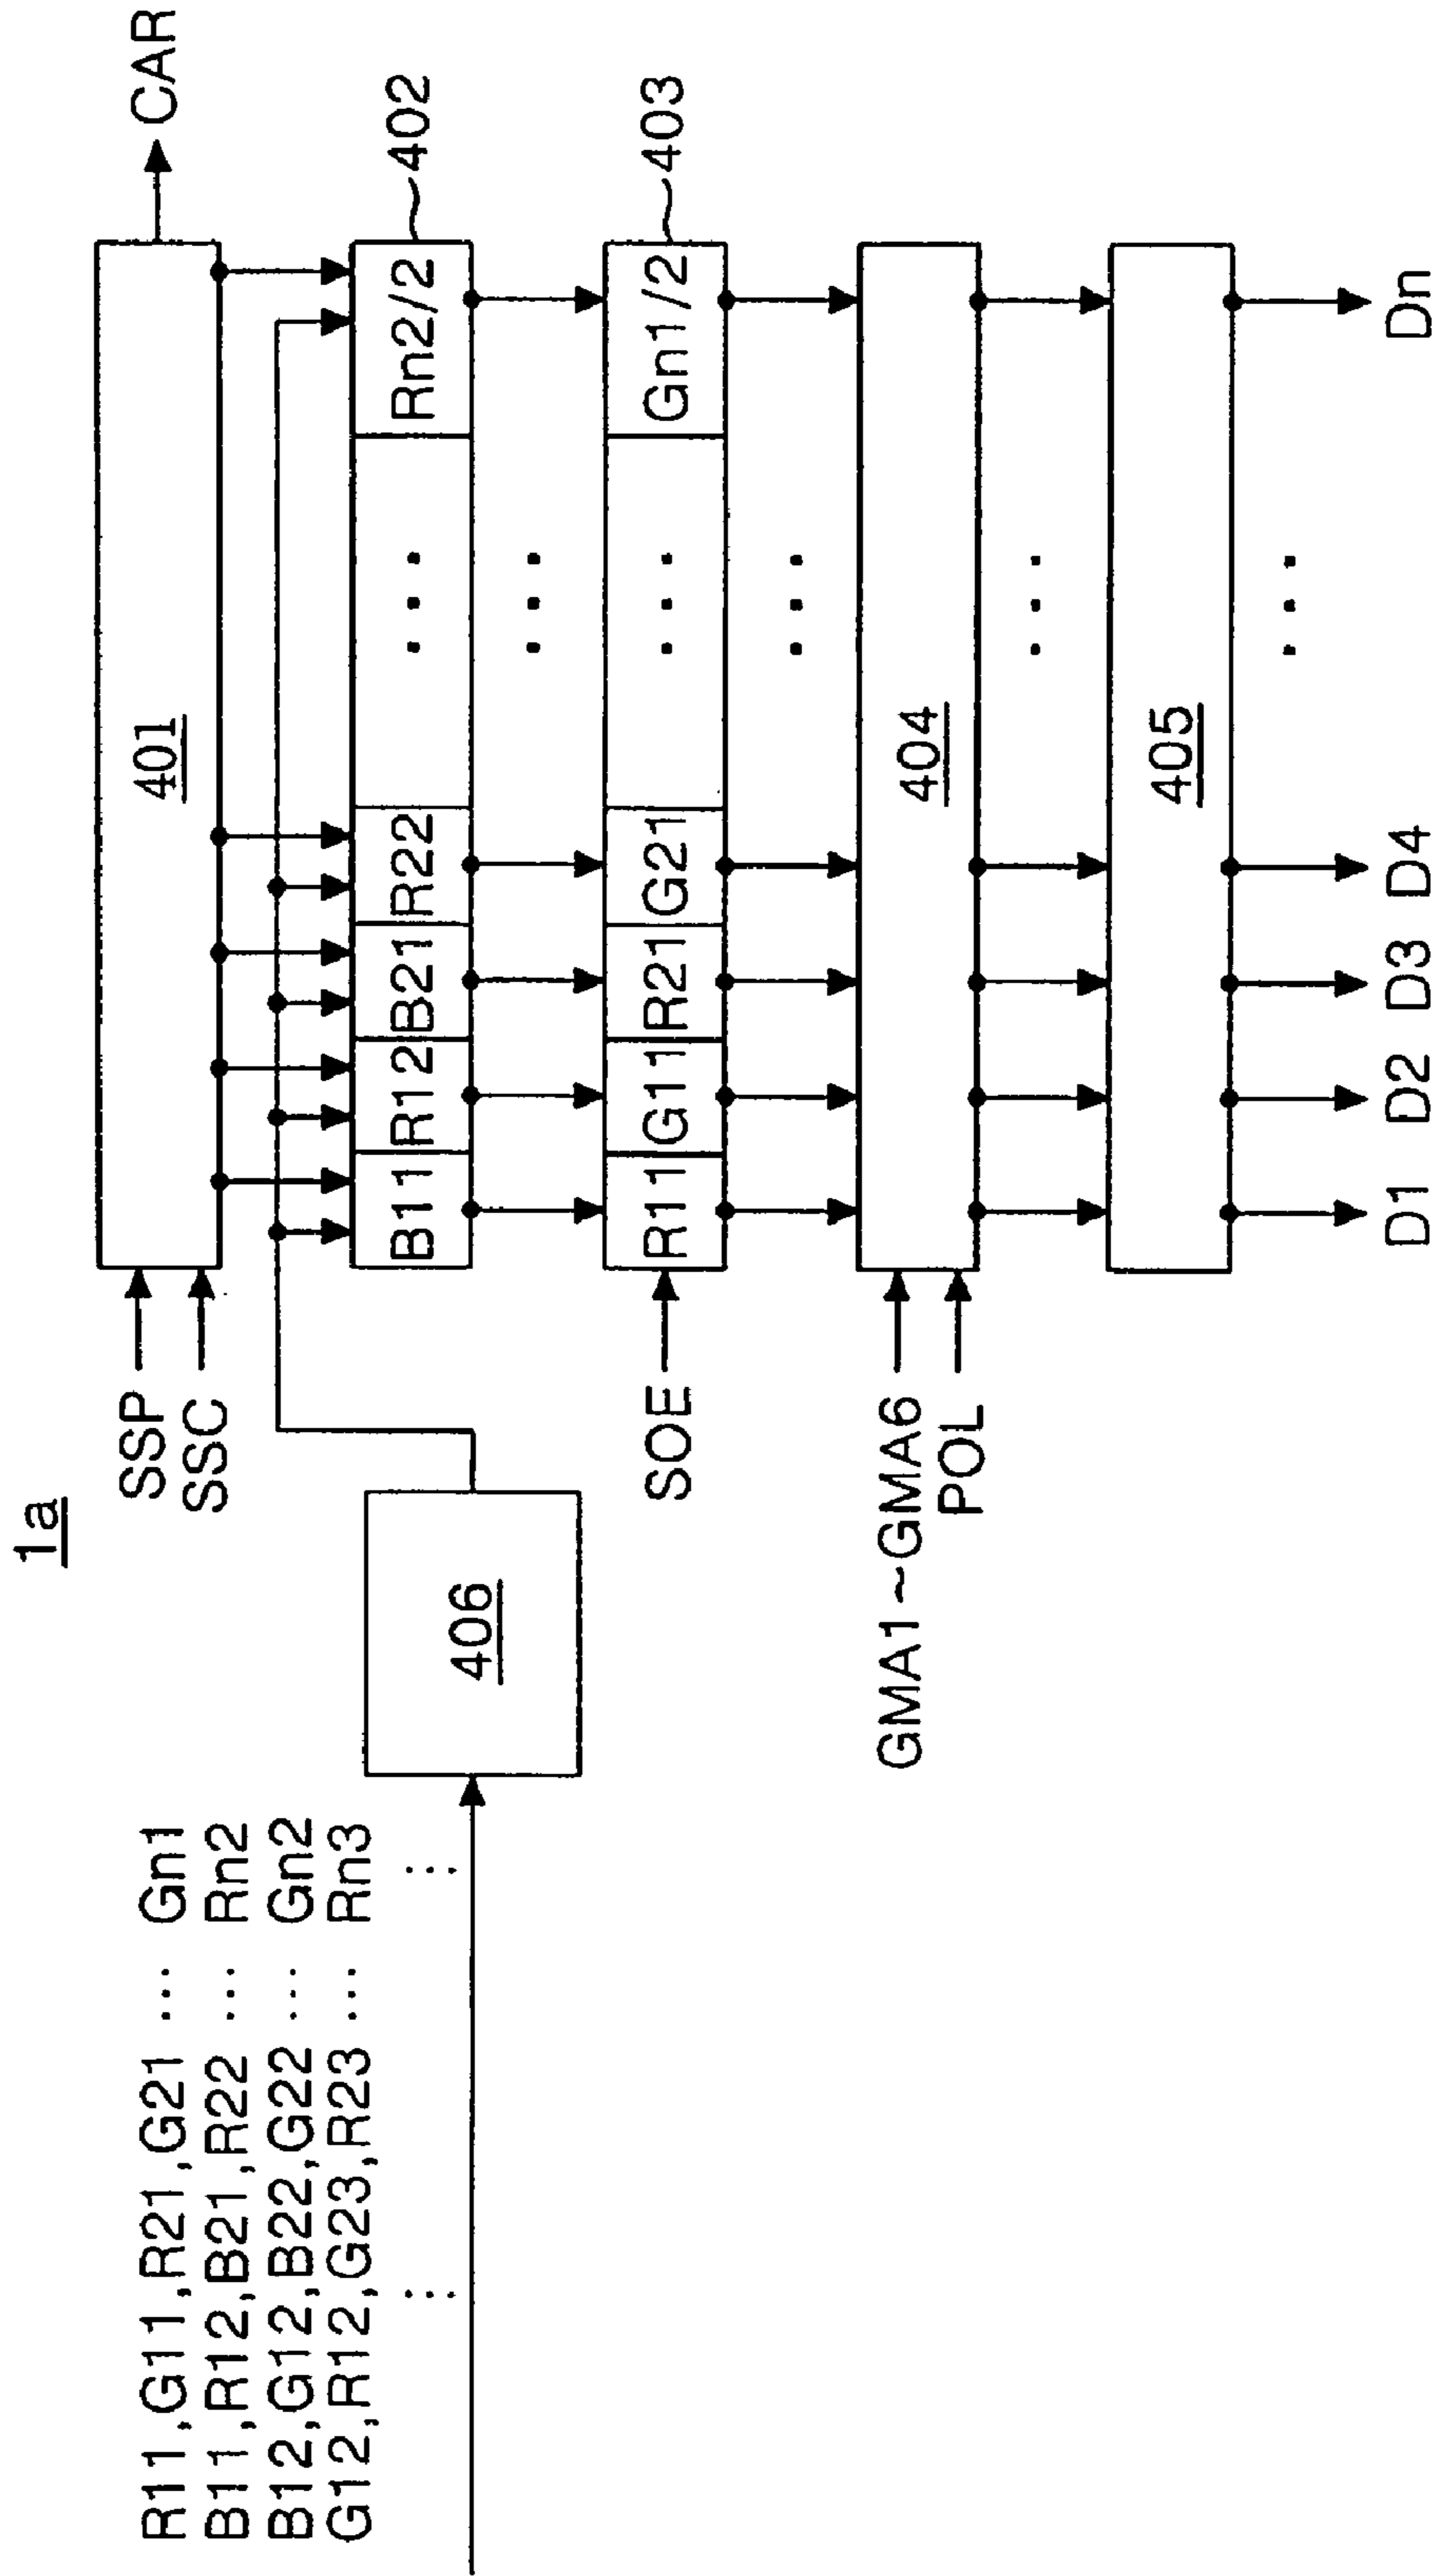 1a
R11,G11,R21,G21 ... Gn1
B11,R12,B21,R22 ... Rn2
B12,G12,B22,G22 ... Gn2
G12,R12,G23,R23 ... Rn3
406
SSP
SSC
401
CAR
B11 R12 B21 R22 ... Rn2/2
402
SOE
R11 G11 R21 G21 ... Gn1/2
403
GMA1~GMA6
POL
404
405
D1 D2 D3 D4 ... Dn